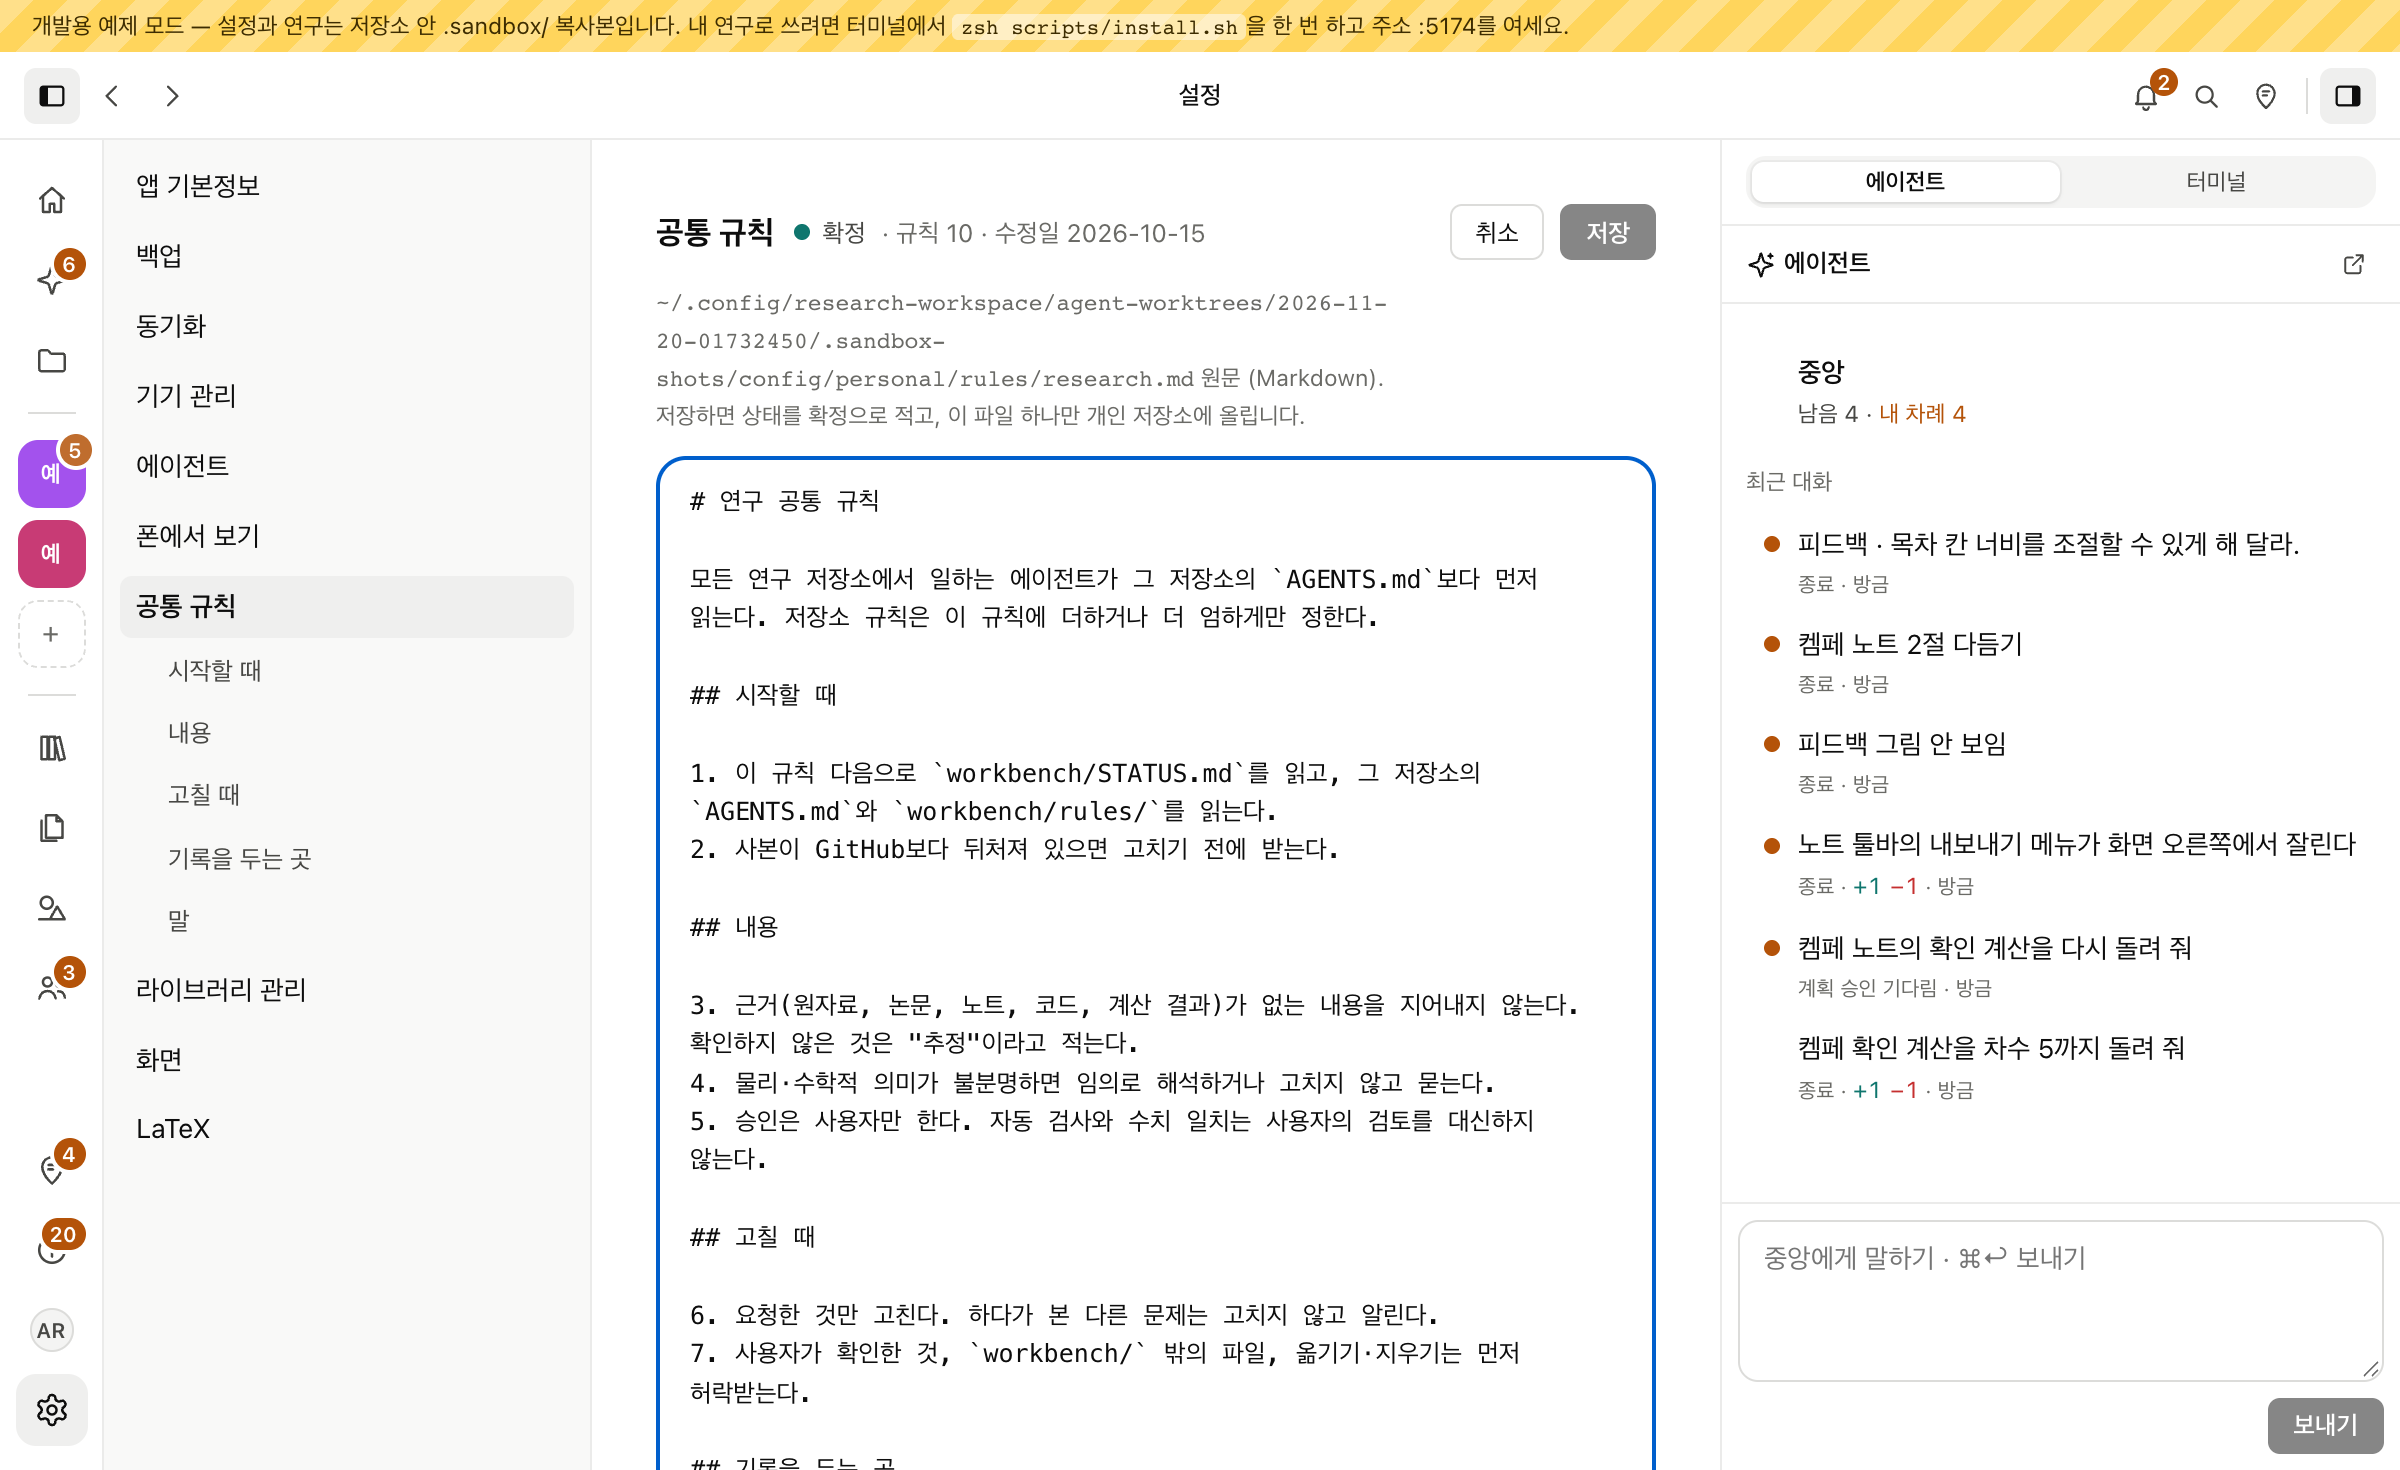 개발용 예제 모드 — 설정과 연구는 저장소 안 .sandbox/ 복사본입니다. 내 연구로 쓰려면 터미널에서 zsh scripts/install.sh을 한 번 하고 주소 :5174를 여세요.
설정
2
6
5
예
예
+
3
4
20
AR
앱 기본정보
백업
동기화
기기 관리
에이전트
폰에서 보기
공통 규칙
시작할 때
내용
고칠 때
기록을 두는 곳
말
라이브러리 관리
화면
LaTeX
공통 규칙 확정 · 규칙 10 · 수정일 2026-10-15
취소
저장
~/.config/research-workspace/agent-worktrees/2026-11-
20-01732450/.sandbox-
shots/config/personal/rules/research.md 원문 (Markdown).
저장하면 상태를 확정으로 적고, 이 파일 하나만 개인 저장소에 올립니다.
# 연구 공통 규칙
모든 연구 저장소에서 일하는 에이전트가 그 저장소의 `AGENTS.md`보다 먼저
읽는다. 저장소 규칙은 이 규칙에 더하거나 더 엄하게만 정한다.
## 시작할 때
1. 이 규칙 다음으로 `workbench/STATUS.md`를 읽고, 그 저장소의
`AGENTS.md`와 `workbench/rules/`를 읽는다.
2. 사본이 GitHub보다 뒤처져 있으면 고치기 전에 받는다.
## 내용
3. 근거(원자료, 논문, 노트, 코드, 계산 결과)가 없는 내용을 지어내지 않는다.
확인하지 않은 것은 "추정"이라고 적는다.
4. 물리·수학적 의미가 불분명하면 임의로 해석하거나 고치지 않고 묻는다.
5. 승인은 사용자만 한다. 자동 검사와 수치 일치는 사용자의 검토를 대신하지
않는다.
## 고칠 때
6. 요청한 것만 고친다. 하다가 본 다른 문제는 고치지 않고 알린다.
7. 사용자가 확인한 것, `workbench/` 밖의 파일, 옮기기·지우기는 먼저
허락받는다.
## 기록을 두는 곳
에이전트
터미널
에이전트
중앙
남음 4 · 내 차례 4
최근 대화
피드백 · 목차 칸 너비를 조절할 수 있게 해 달라.
종료 · 방금
켐페 노트 2절 다듬기
종료 · 방금
피드백 그림 안 보임
종료 · 방금
노트 툴바의 내보내기 메뉴가 화면 오른쪽에서 잘린다
종료 · +1 −1 · 방금
켐페 노트의 확인 계산을 다시 돌려 줘
계획 승인 기다림 · 방금
켐페 확인 계산을 차수 5까지 돌려 줘
종료 · +1 −1 · 방금
중앙에게 말하기 · ⌘↩ 보내기
보내기